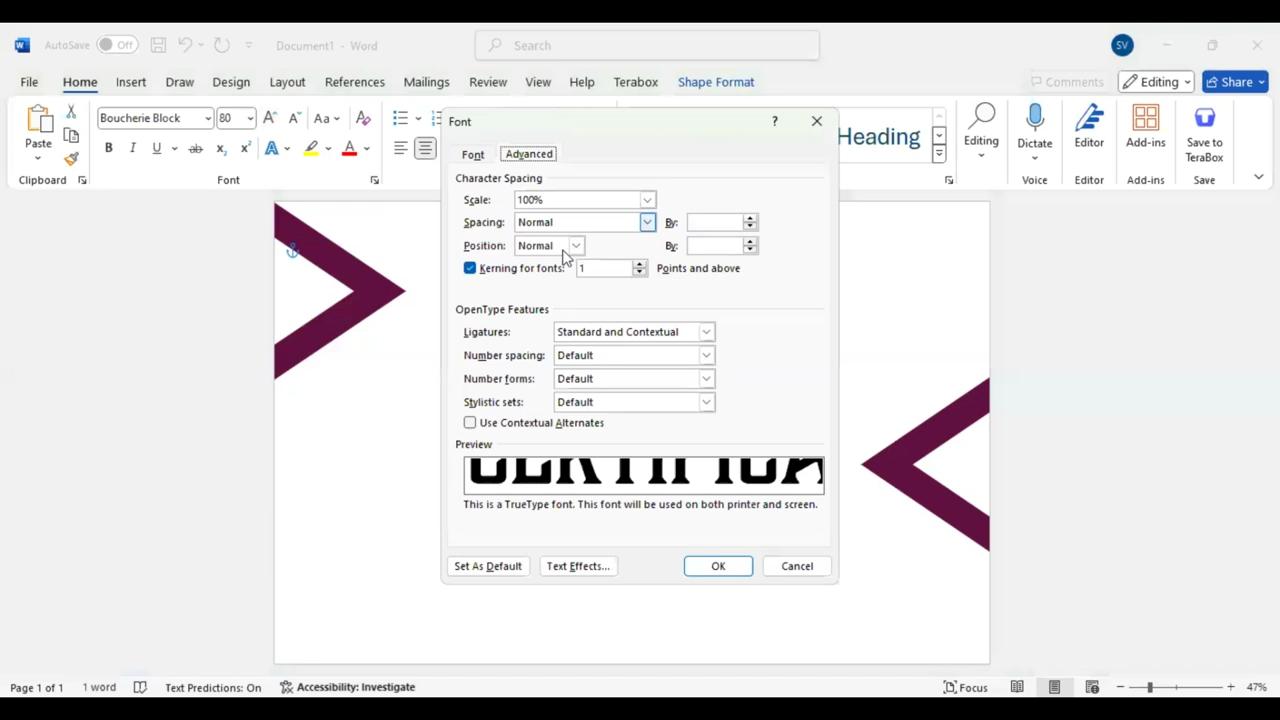 AutoSave Off Document1 - Word Search SV
File Home Insert Draw Design Layout References Mailings Review View Help Terabox Shape Format Comments Editing Share
Paste Boucherie Block 80 Aa Heading Editing Dictate Editor Add-ins Save to TeraBox
Clipboard Font Voice Editor Add-ins Save
Font
Font Advanced
Character Spacing
Scale: 100%
Spacing: Normal By:
Position: Normal By:
Kerning for fonts: 1 Points and above
OpenType Features
Ligatures: Standard and Contextual
Number spacing: Default
Number forms: Default
Stylistic sets: Default
Use Contextual Alternates
Preview
This is a TrueType font. This font will be used on both printer and screen.
Set As Default Text Effects... OK Cancel
Page 1 of 1 1 word Text Predictions: On Accessibility: Investigate Focus 47%